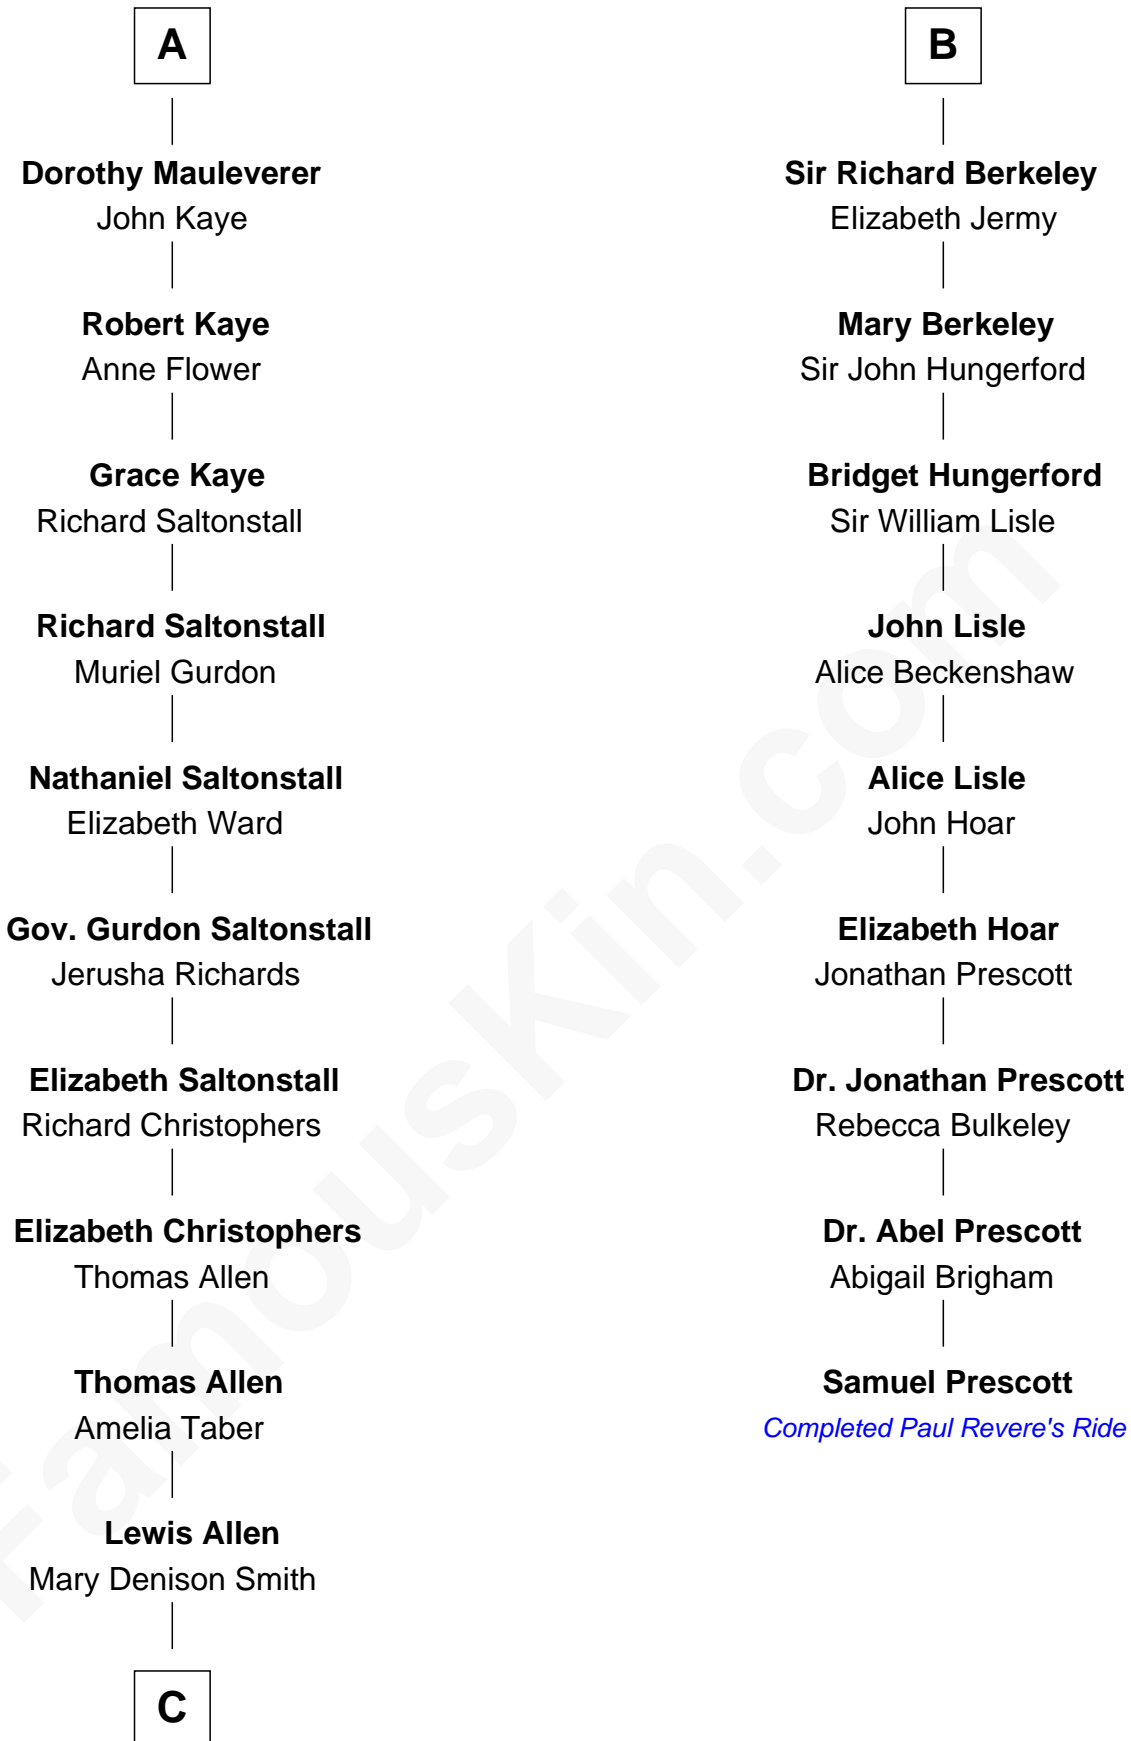 A
Dorothy Mauleverer
John Kaye
Robert Kaye
Anne Flower
Grace Kaye
Richard Saltonstall
Richard Saltonstall
Muriel Gurdon
Nathaniel Saltonstall
Elizabeth Ward
Gov. Gurdon Saltonstall
Jerusha Richards
Elizabeth Saltonstall
Richard Christophers
Elizabeth Christophers
Thomas Allen
Thomas Allen
Amelia Taber
Lewis Allen
Mary Denison Smith
C
B
Sir Richard Berkeley
Elizabeth Jermy
Mary Berkeley
Sir John Hungerford
Bridget Hungerford
Sir William Lisle
John Lisle
Alice Beckenshaw
Alice Lisle
John Hoar
Elizabeth Hoar
Jonathan Prescott
Dr. Jonathan Prescott
Rebecca Bulkeley
Dr. Abel Prescott
Abigail Brigham
Samuel Prescott
Completed Paul Revere's Ride
FamousKin.com